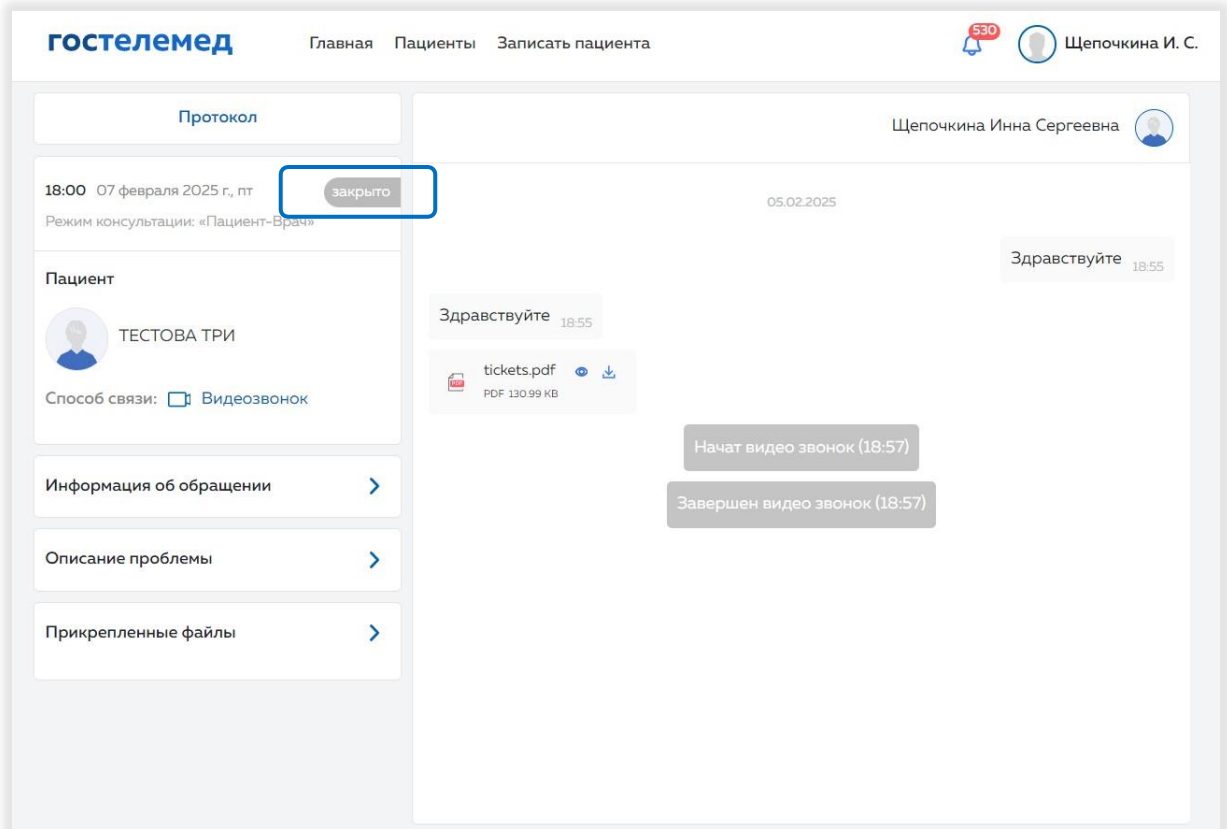 гостелемед Главная Пациенты Записать пациента 530 Щепочкина И. С.
Протокол
18:00 07 февраля 2025 г., пт закрыто
Режим консультации: «Пациент-Врач»
Пациент
ТЕСТОВА ТРИ
Способ связи: Видеозвонок
Информация об обращении
Описание проблемы
Прикрепленные файлы
Щепочкина Инна Сергеевна
05.02.2025
Здравствуйте 18:55
Здравствуйте 18:55
tickets.pdf
PDF
PDF 130.99 KB
Начат видео звонок (18:57)
Завершен видео звонок (18:57)